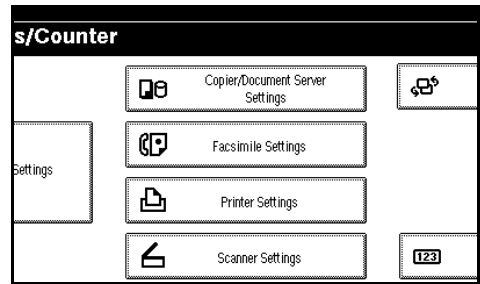 s/Counter
Copier/Document Server
Settings
Facsimile Settings
Settings
Printer Settings
Scanner Settings
123